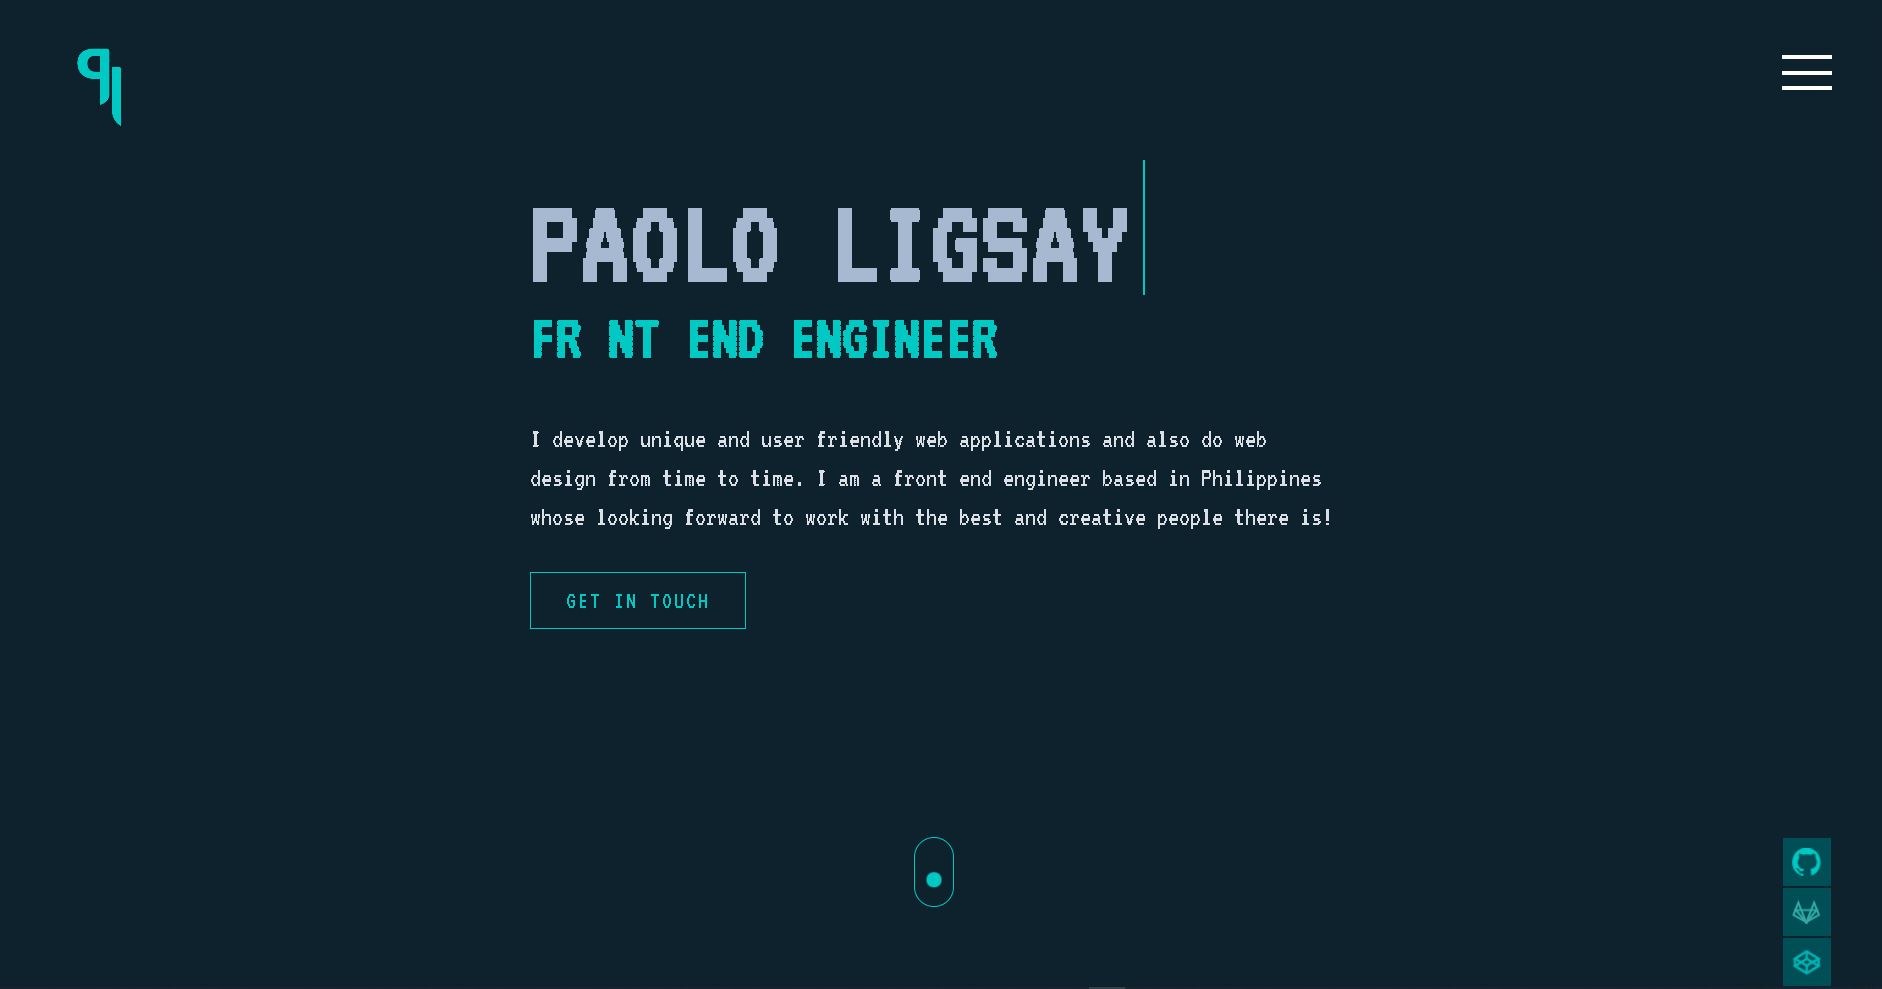 PAOLO LIGSAY
FR NT END ENGINEER
I develop unique and user friendly web applications and also do web
design from time to time. I am a front end engineer based in Philippines
whose looking forward to work with the best and creative people there is!
GET IN TOUCH